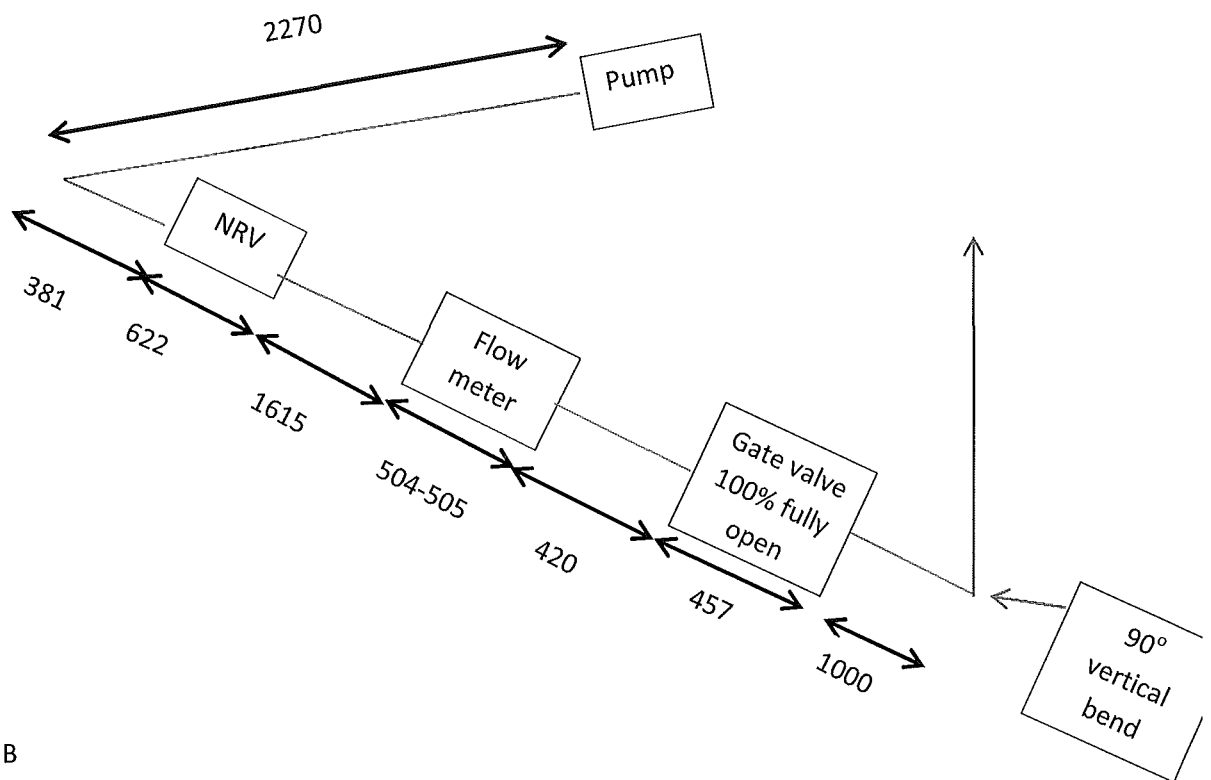 2270
Pump
NRV
381
622
Flow
meter
1615
504-505
Gate valve
100% fully
open
420
457
1000
90°
vertical
bend
B